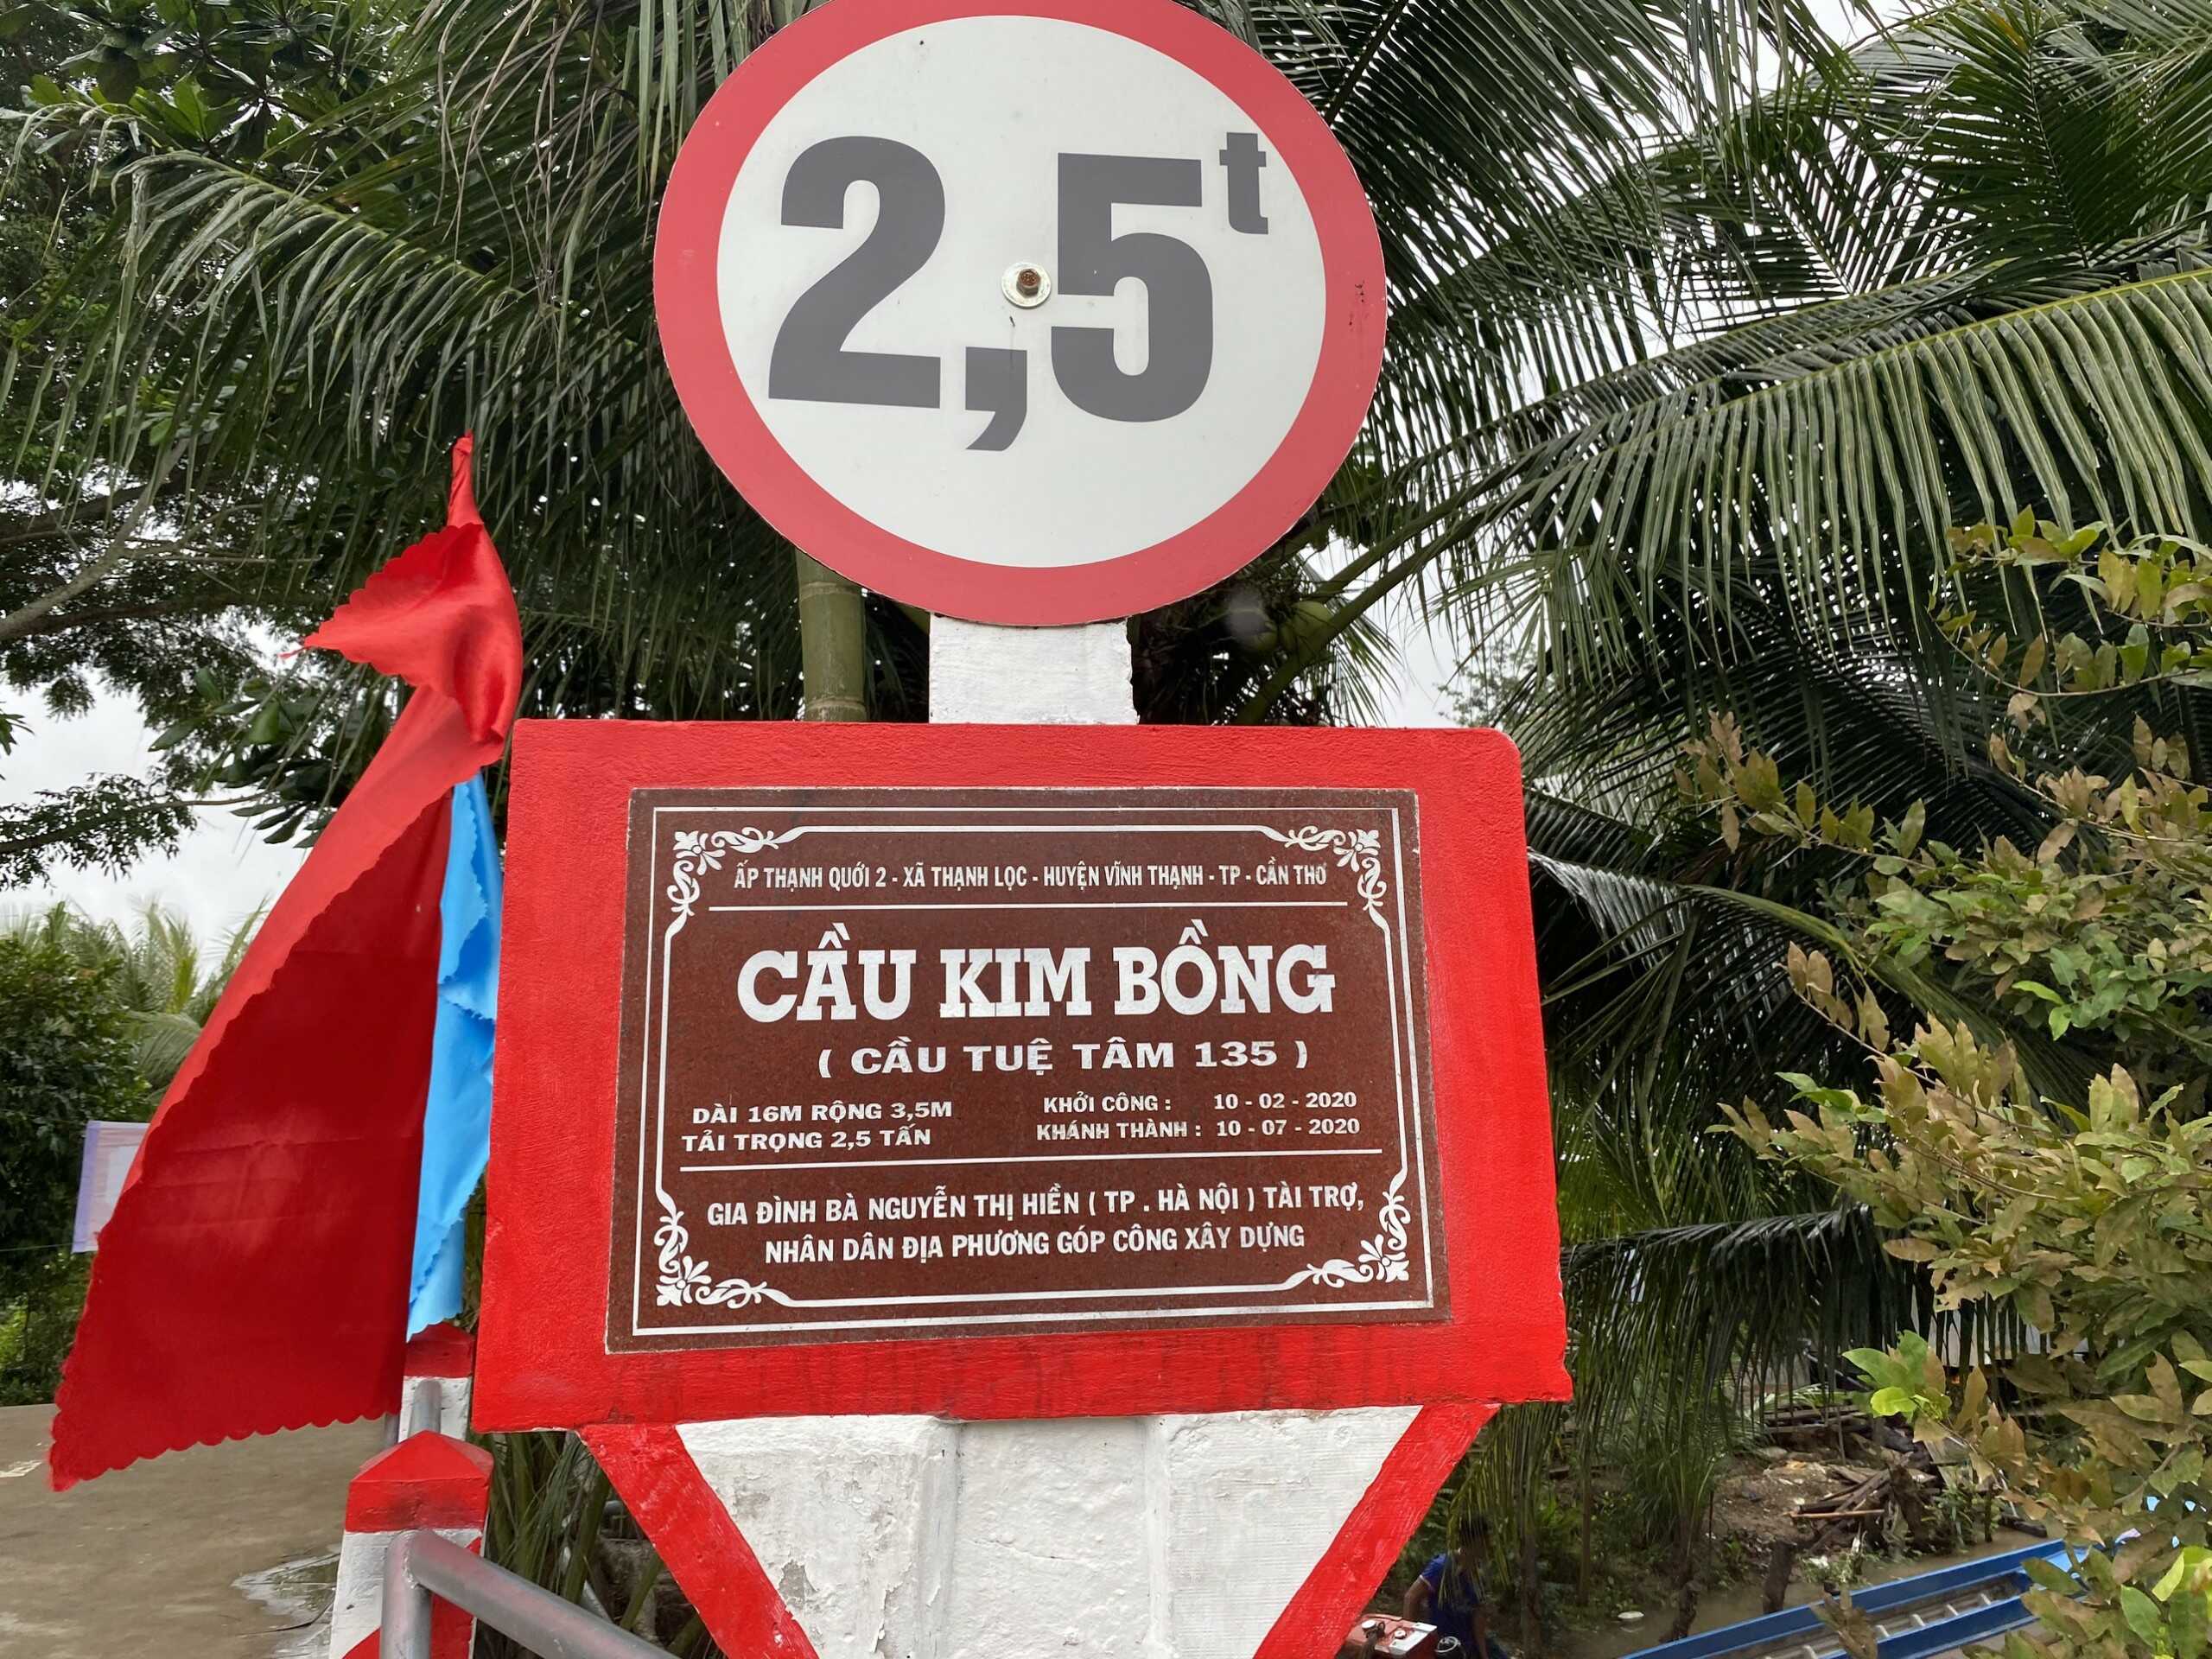 2,5t
ẤP THẠNH QUỚI 2 - XÃ THẠNH LỌC - HUYỆN VĨNH THẠNH - TP - CẦN THƠ
CẦU KIM BỒNG
( CẦU TUỆ TÂM 135 )
DÀI 16M RỘNG 3,5M
TẢI TRỌNG 2,5 TẤN
KHỞI CÔNG : 10 - 02 - 2020
KHÁNH THÀNH : 10 - 07 - 2020
GIA ĐÌNH BÀ NGUYỄN THỊ HIỀN ( TP . HÀ NỘI ) TÀI TRỢ,
NHÂN DÂN ĐỊA PHƯƠNG GÓP CÔNG XÂY DỰNG